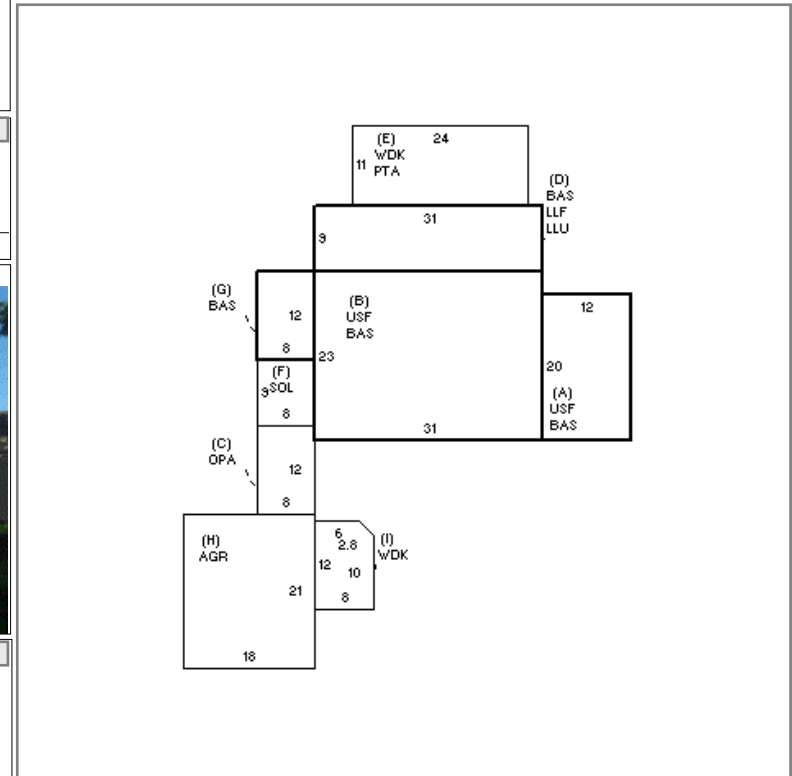 (E)
WDK
PTA
24
11
(D)
BAS
LLF
LLU
31
9
(G)
BAS
12
8
(B)
USF
BAS
23
31
12
20
(A)
USF
BAS
(F)
SOL
9
8
(C)
OPA
12
8
(H)
AGR
21
18
6
2.8
12
10
8
(I)
WDK